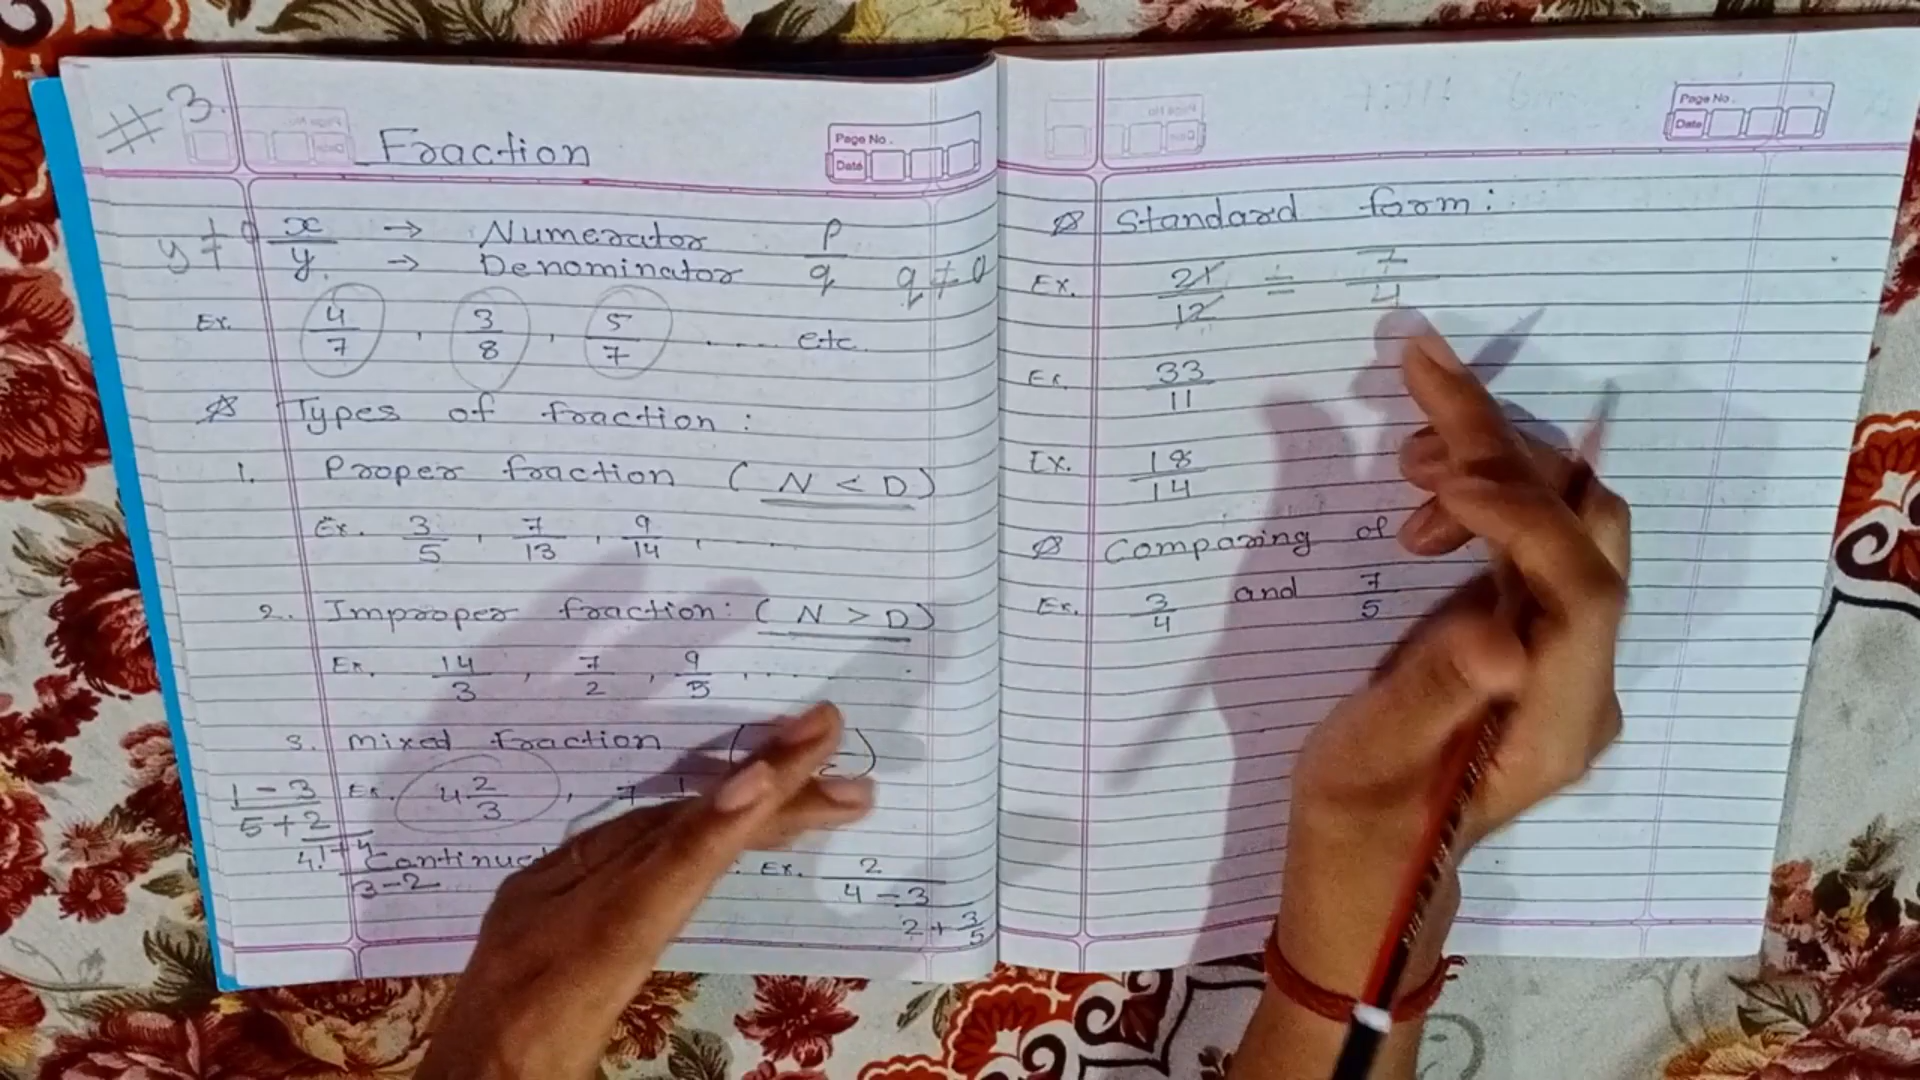 #3.
Fraction
Page No.
Date
y ≠ 0 x/y → Numerator p/q q ≠ 0
→ Denominator
Ex. 4/7 , 3/8 , 5/7 ..... etc.
Types of fraction :
1. Proper fraction ( N < D )
Ex. 3/5 , 7/13 , 9/14 , ....
2. Improper fraction : ( N > D )
Ex. 14/3 , 7/2 , 9/5 , ....
3. Mixed Fraction
Ex. 4 2/3 , 7
1 - 3
5 + 2
1 + 4
3 - 2
4. Ex. 2
4 - 3
2 + 3/5
Page No.
Date
Standard form :
Ex. 21/12 = 7/4
Ex. 33/11
Ex. 18/14
Comparing of
Ex. 3/4 and 7/5